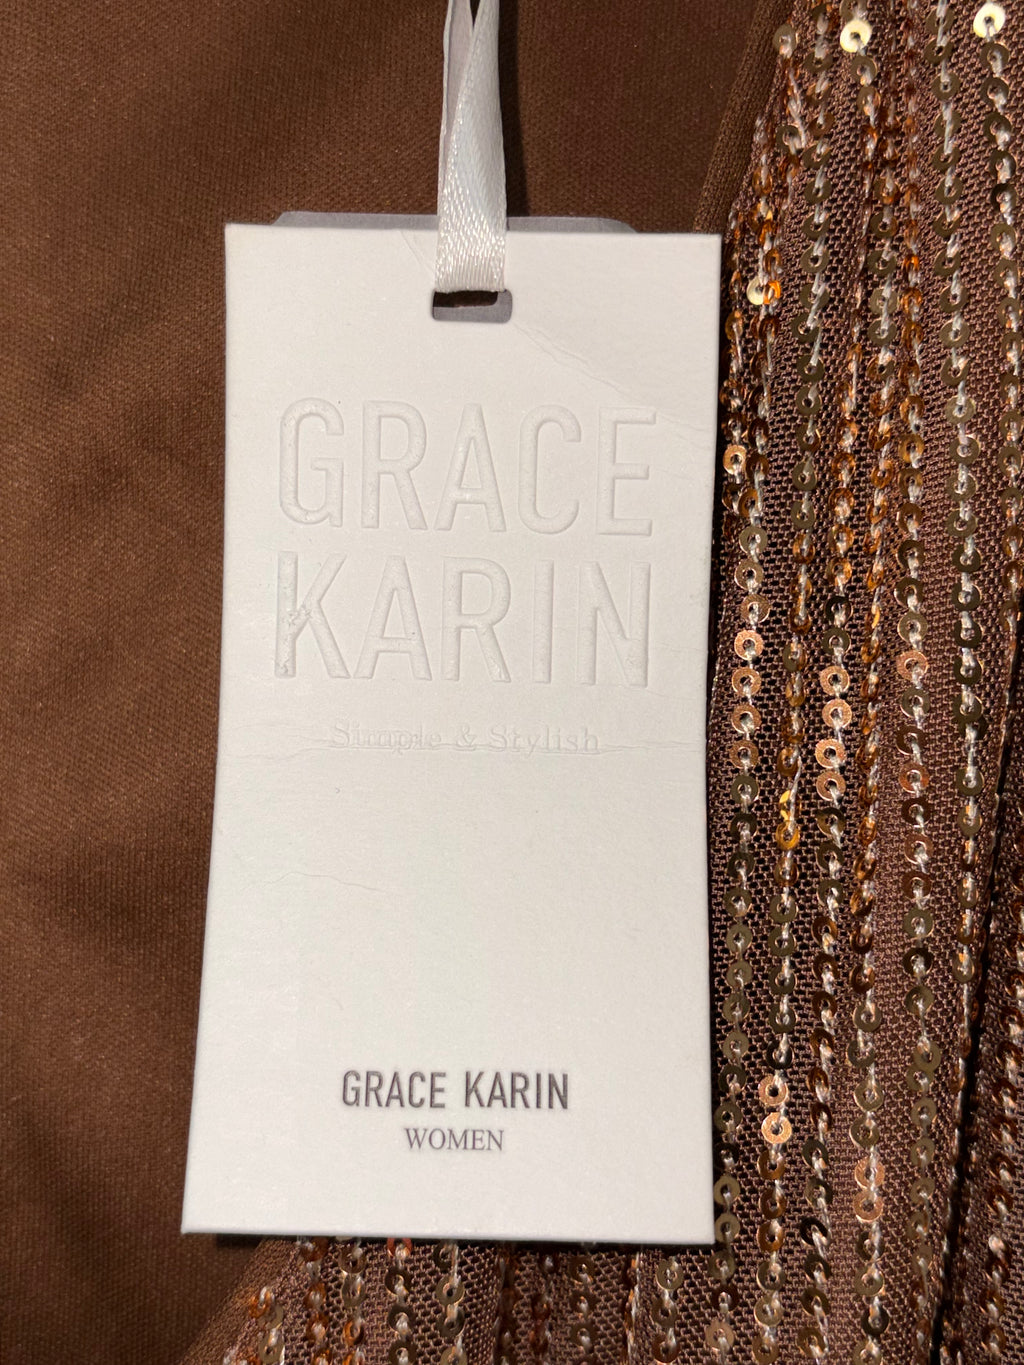 GRACE
KARIN
Simple & Stylish
GRACE KARIN
WOMEN